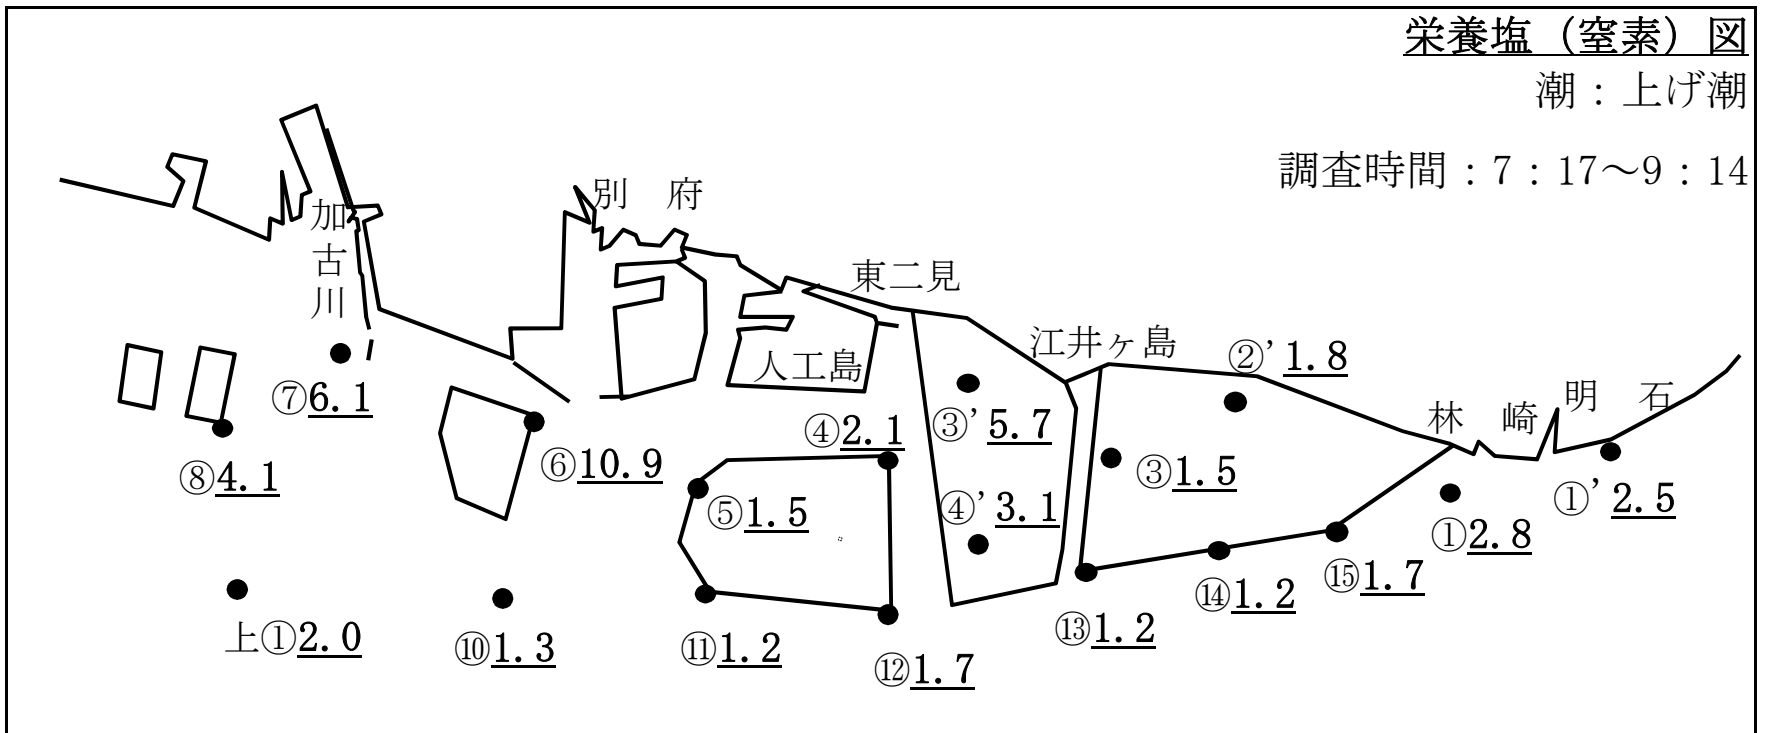 栄養塩（窒素）図
潮：上げ潮
調査時間：7：17～9：14
別　府
加古川
東二見
江井ヶ島
人工島
林　崎
明　石
②' 1.8
⑦6.1
③' 5.7
④2.1
⑥10.9
⑧4.1
③1.5
①' 2.5
⑤1.5
④' 3.1
①2.8
⑮1.7
⑭1.2
⑬1.2
上①2.0
⑩1.3
⑪1.2
⑫1.7